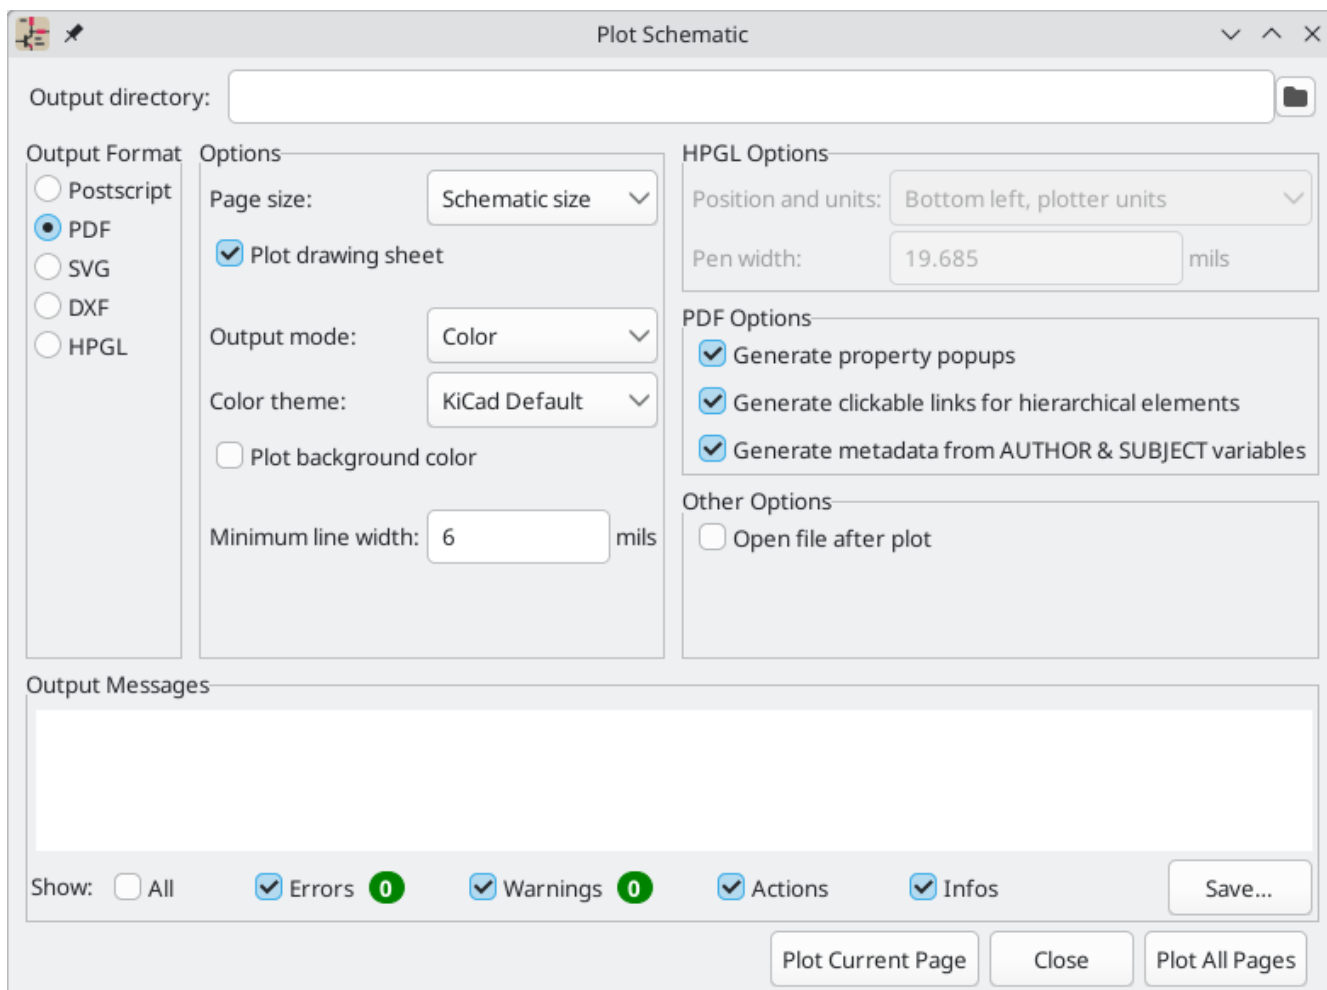 Plot Schematic
Output directory:
Output Format
Postscript
PDF
SVG
DXF
HPGL
Options
Page size: Schematic size
Plot drawing sheet
Output mode: Color
Color theme: KiCad Default
Plot background color
Minimum line width: 6 mils
HPGL Options
Position and units: Bottom left, plotter units
Pen width: 19.685 mils
PDF Options
Generate property popups
Generate clickable links for hierarchical elements
Generate metadata from AUTHOR & SUBJECT variables
Other Options
Open file after plot
Output Messages
Show: All Errors 0 Warnings 0 Actions Infos Save...
Plot Current Page Close Plot All Pages